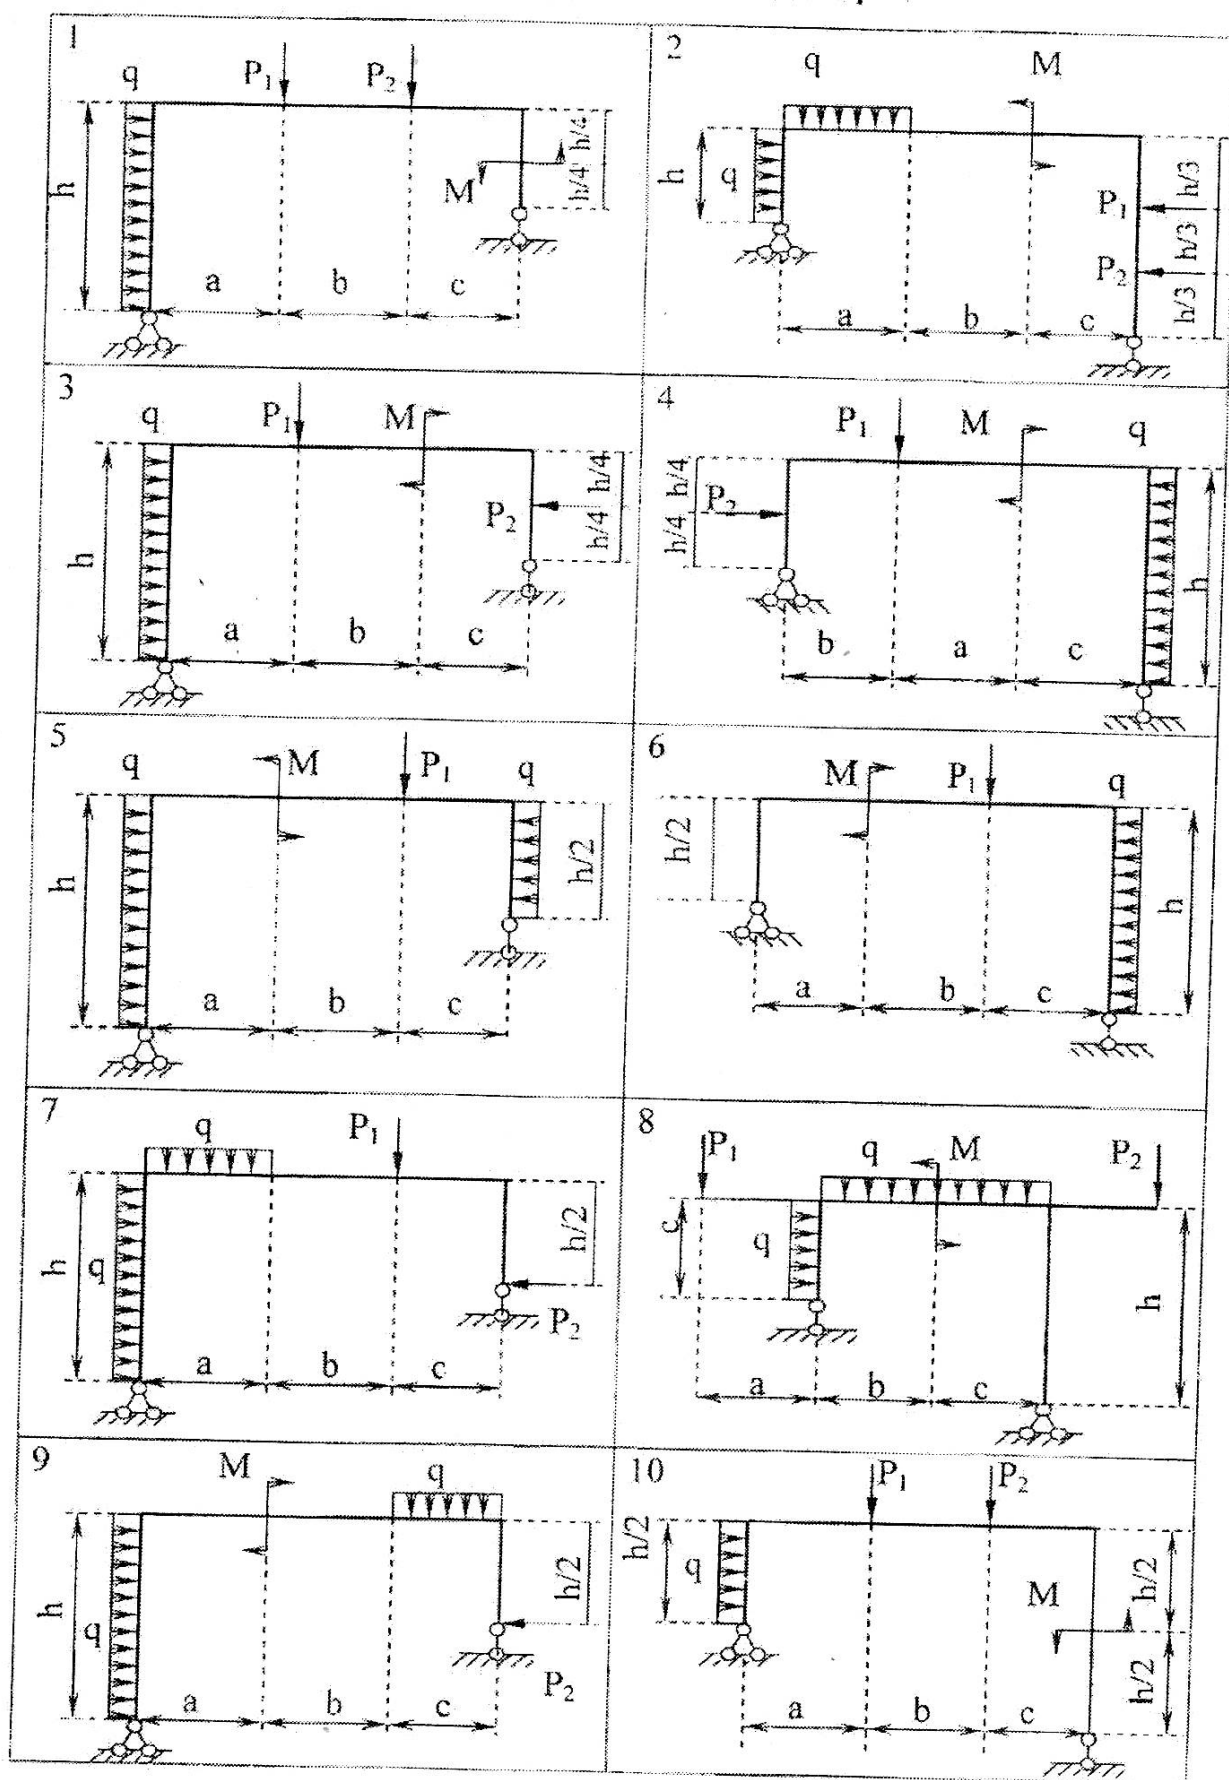 1
q P₁ P₂
h h/4 h/4
M
a b c
2
q M
h q h/3
P₁ h/3
P₂ h/3
a b c
3
q P₁ M
h P₂ h/4 h/4
a b c
4
P₁ M q
h/4 h/4 P₂ h
b a c
5
q M P₁ q
h h/2
a b c
6
M P₁ q
h/2 h
a b c
7
q P₁
h q h/2
P₂
a b c
8
P₁ q M P₂
c q h
a b c
9
M q
h q h/2
P₂
a b c
10
P₁ P₂
h/2 q M h/2
h/2
a b c